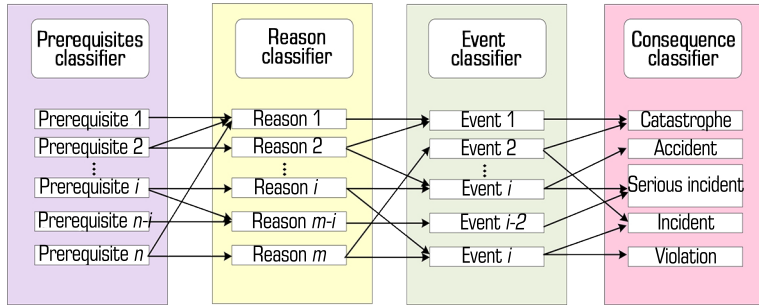 Prerequisites
classifier
Reason
classifier
Event
classifier
Consequence
classifier
Prerequisite 1
Reason 1
Event 1
Catastrophe
Prerequisite 2
Reason 2
Event 2
Accident
Prerequisite i
Reason i
Event i
Serious incident
Prerequisite n-i
Reason m-i
Event i-2
Incident
Prerequisite n
Reason m
Event i
Violation